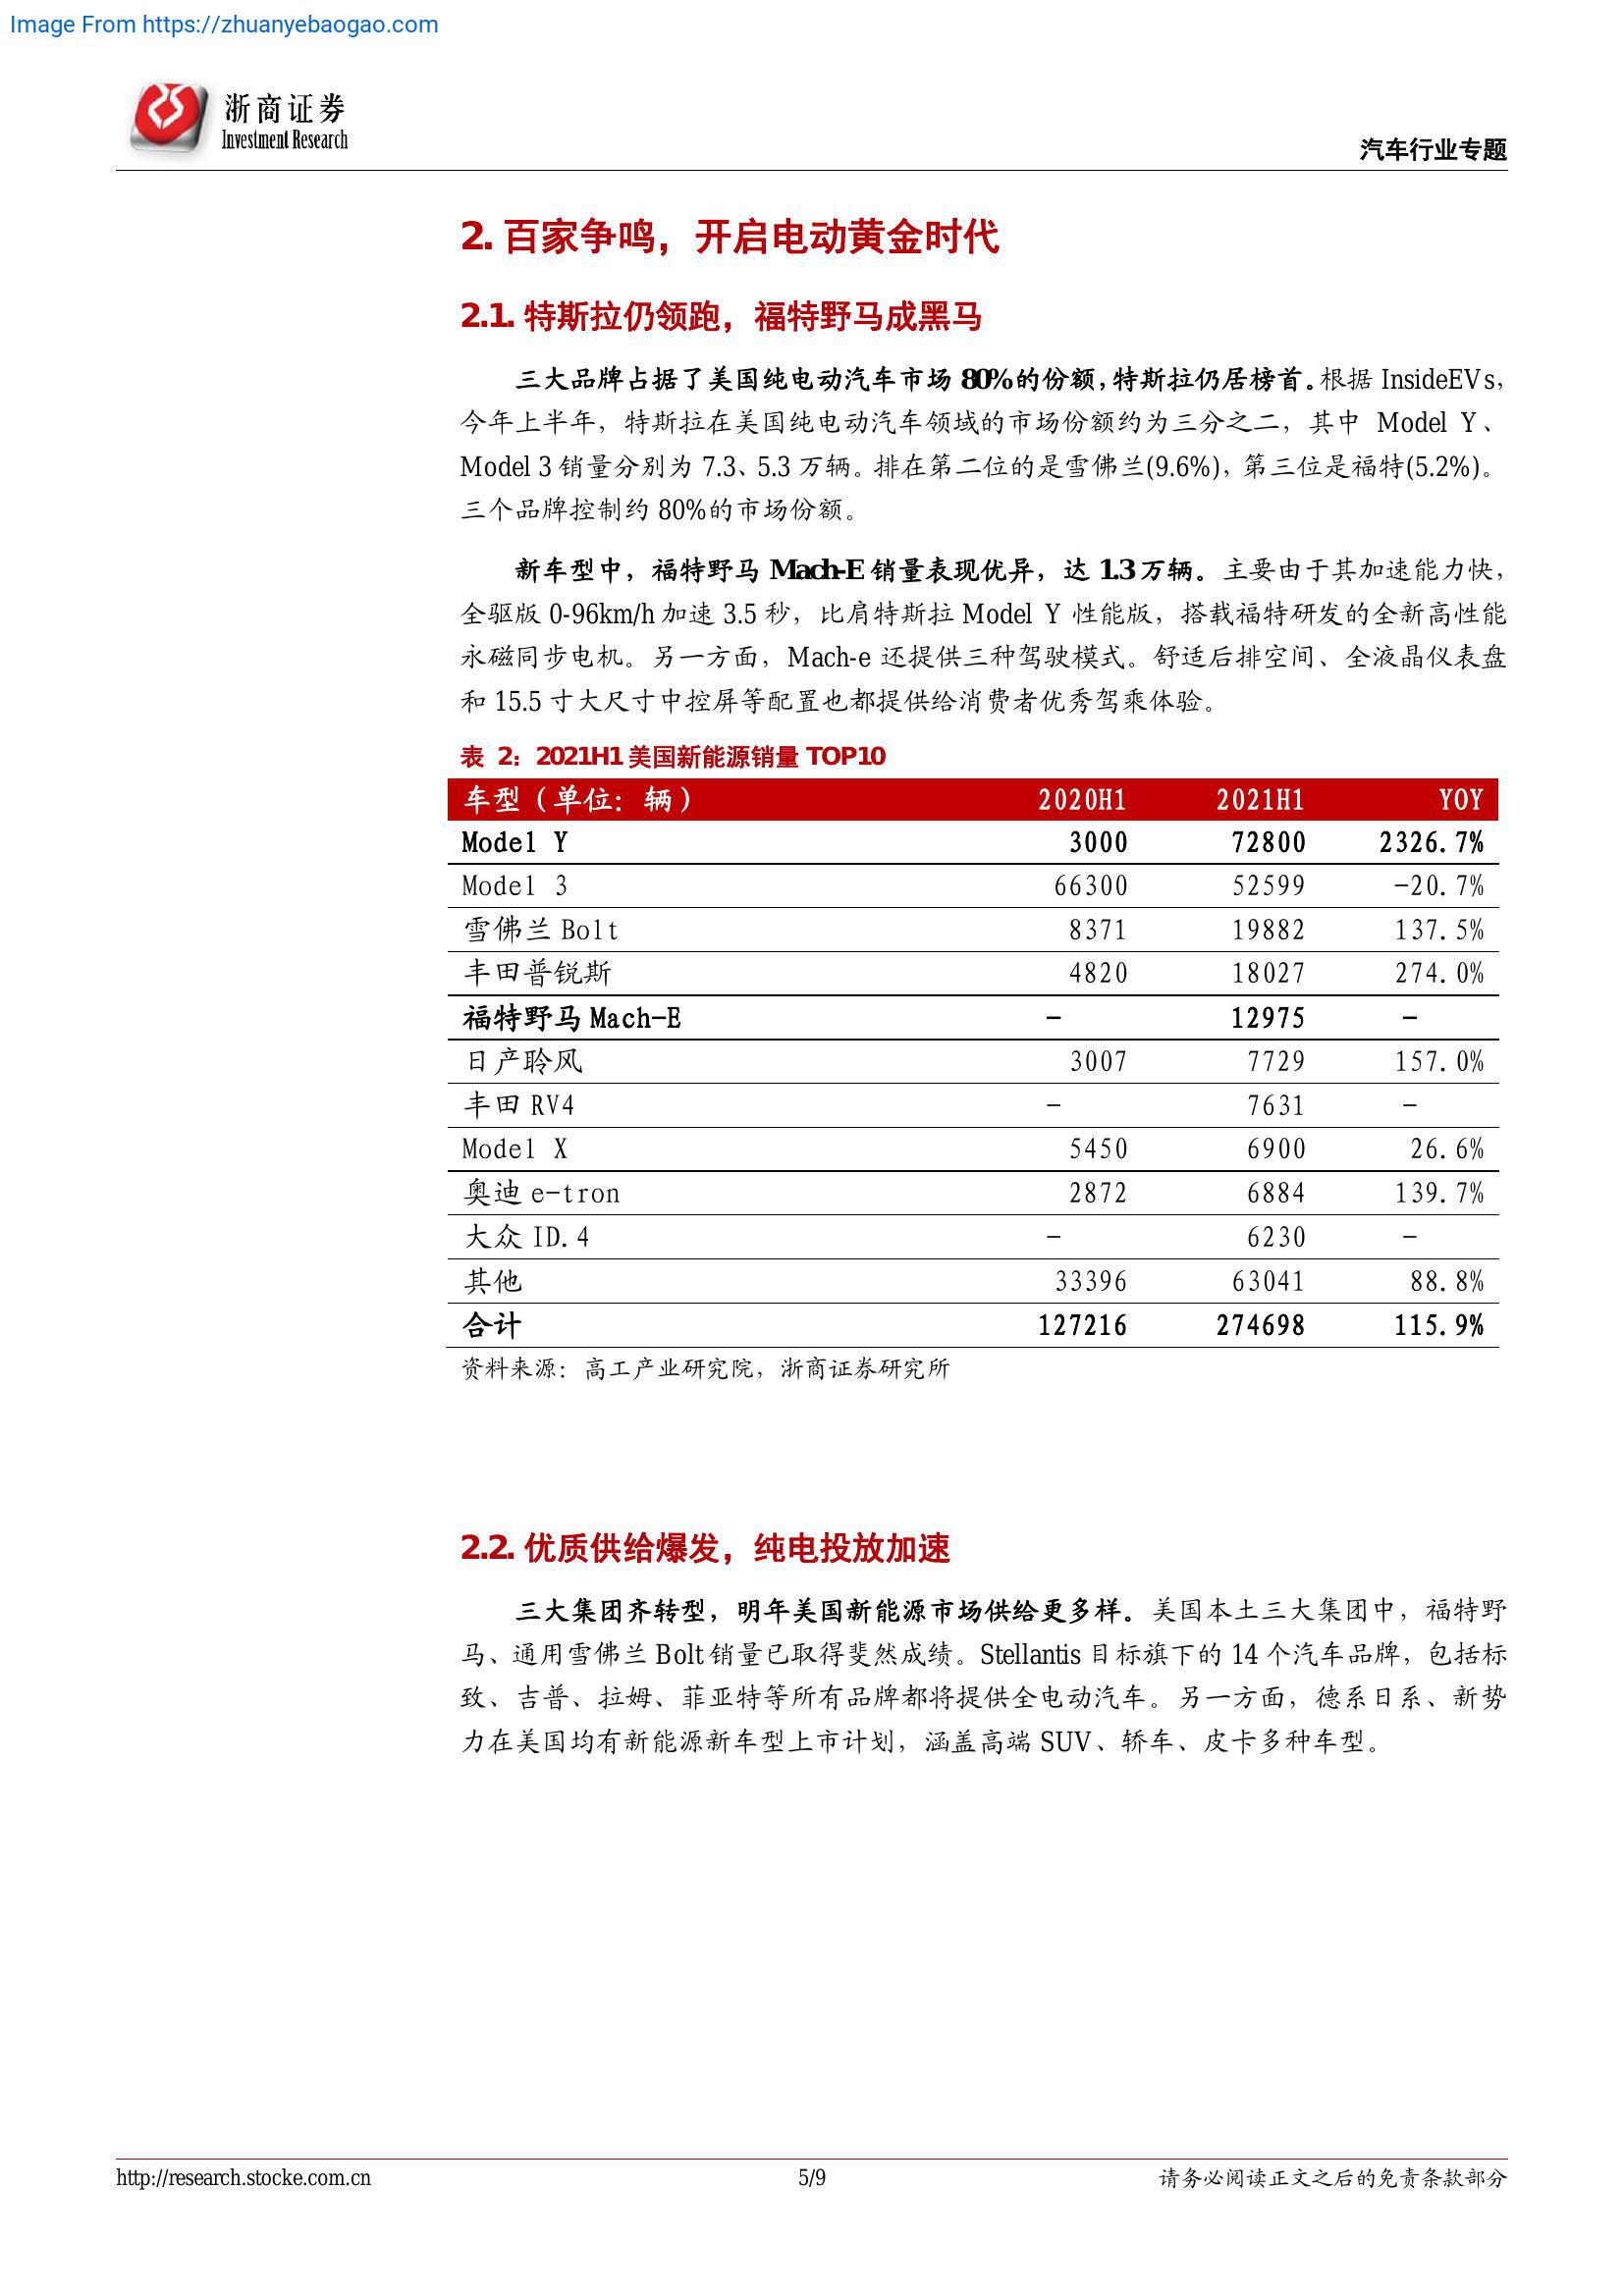 Image From https://zhuanyebaogao.com
浙商证券
Investment Research
汽车行业专题
2. 百家争鸣，开启电动黄金时代
2.1. 特斯拉仍领跑，福特野马成黑马
三大品牌占据了美国纯电动汽车市场 80%的份额，特斯拉仍居榜首。根据 InsideEVs，
今年上半年，特斯拉在美国纯电动汽车领域的市场份额约为三分之二，其中 Model Y、
Model 3 销量分别为 7.3、5.3 万辆。排在第二位的是雪佛兰(9.6%)，第三位是福特(5.2%)。
三个品牌控制约 80%的市场份额。
新车型中，福特野马 Mach-E 销量表现优异，达 1.3 万辆。主要由于其加速能力快，
全驱版 0-96km/h 加速 3.5 秒，比肩特斯拉 Model Y 性能版，搭载福特研发的全新高性能
永磁同步电机。另一方面，Mach-e 还提供三种驾驶模式。舒适后排空间、全液晶仪表盘
和 15.5 寸大尺寸中控屏等配置也都提供给消费者优秀驾乘体验。
表 2：2021H1 美国新能源销量 TOP10
车型（单位：辆） 2020H1 2021H1 YOY
Model Y 3000 72800 2326.7%
Model 3 66300 52599 -20.7%
雪佛兰 Bolt 8371 19882 137.5%
丰田普锐斯 4820 18027 274.0%
福特野马 Mach-E - 12975 -
日产聆风 3007 7729 157.0%
丰田 RV4 - 7631 -
Model X 5450 6900 26.6%
奥迪 e-tron 2872 6884 139.7%
大众 ID.4 - 6230 -
其他 33396 63041 88.8%
合计 127216 274698 115.9%
资料来源：高工产业研究院，浙商证券研究所
2.2. 优质供给爆发，纯电投放加速
三大集团齐转型，明年美国新能源市场供给更多样。美国本土三大集团中，福特野
马、通用雪佛兰 Bolt 销量已取得斐然成绩。Stellantis 目标旗下的 14 个汽车品牌，包括标
致、吉普、拉姆、菲亚特等所有品牌都将提供全电动汽车。另一方面，德系日系、新势
力在美国均有新能源新车型上市计划，涵盖高端 SUV、轿车、皮卡多种车型。
http://research.stocke.com.cn 5/9 请务必阅读正文之后的免责条款部分